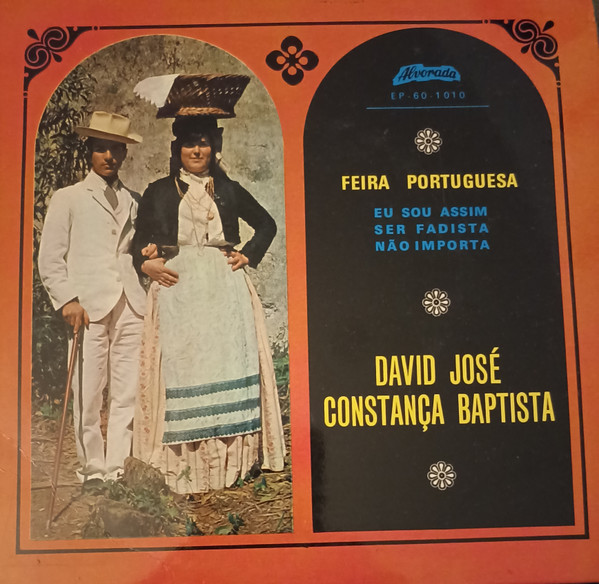 Alvorada
EP-60-1010
FEIRA PORTUGUESA
EU SOU ASSIM
SER FADISTA
NÃO IMPORTA
DAVID JOSÉ
CONSTANÇA BAPTISTA